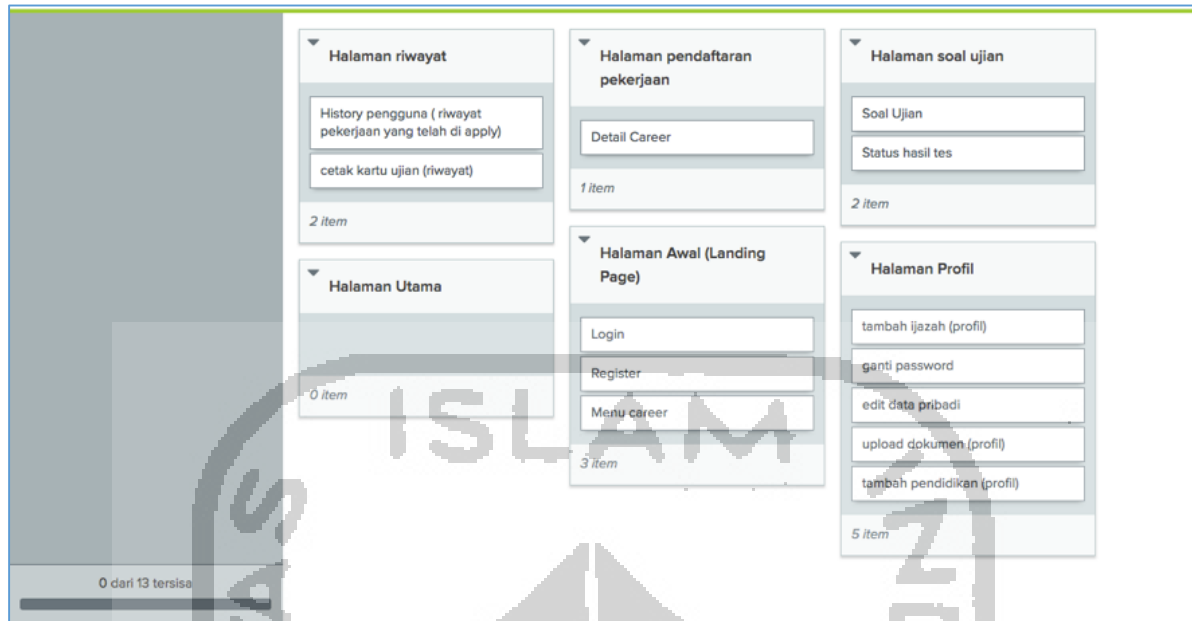 Halaman riwayat
History pengguna ( riwayat
pekerjaan yang telah di apply)
cetak kartu ujian (riwayat)
2 item
Halaman Utama
0 item
Halaman pendaftaran
pekerjaan
Detail Career
1 item
Halaman Awal (Landing
Page)
Login
Register
Menu career
3 item
Halaman soal ujian
Soal Ujian
Status hasil tes
2 item
Halaman Profil
tambah ijazah (profil)
ganti password
edit data pribadi
upload dokumen (profil)
tambah pendidikan (profil)
5 item
0 dari 13 tersisa
ISLAM